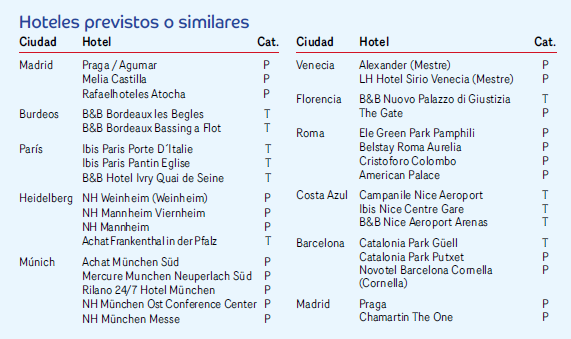 Hoteles previstos o similares
Ciudad Hotel Cat.
Madrid Praga / Agumar P
Melia Castilla P
Rafaelhoteles Atocha P
Burdeos B&B Bordeaux les Begles T
B&B Bordeaux Bassing a Flot T
París Ibis Paris Porte D´Italie T
Ibis Paris Pantin Eglise T
B&B Hotel Ivry Quai de Seine T
Heidelberg NH Weinheim (Weinheim) P
NH Mannheim Viernheim P
NH Mannheim P
Achat Frankenthal in der Pfalz T
Múnich Achat München Süd P
Mercure Munchen Neuperlach Süd P
Rilano 24/7 Hotel München P
NH München Ost Conference Center P
NH München Messe P
Ciudad Hotel Cat.
Venecia Alexander (Mestre) P
LH Hotel Sirio Venecia (Mestre) P
Florencia B&B Nuovo Palazzo di Giustizia T
The Gate P
Roma Ele Green Park Pamphili P
Belstay Roma Aurelia P
Cristoforo Colombo P
American Palace P
Costa Azul Campanile Nice Aeroport T
Ibis Nice Centre Gare T
B&B Nice Aeroport Arenas T
Barcelona Catalonia Park Güell T
Catalonia Park Putxet P
Novotel Barcelona Cornella P
(Cornella)
Madrid Praga P
Chamartin The One P